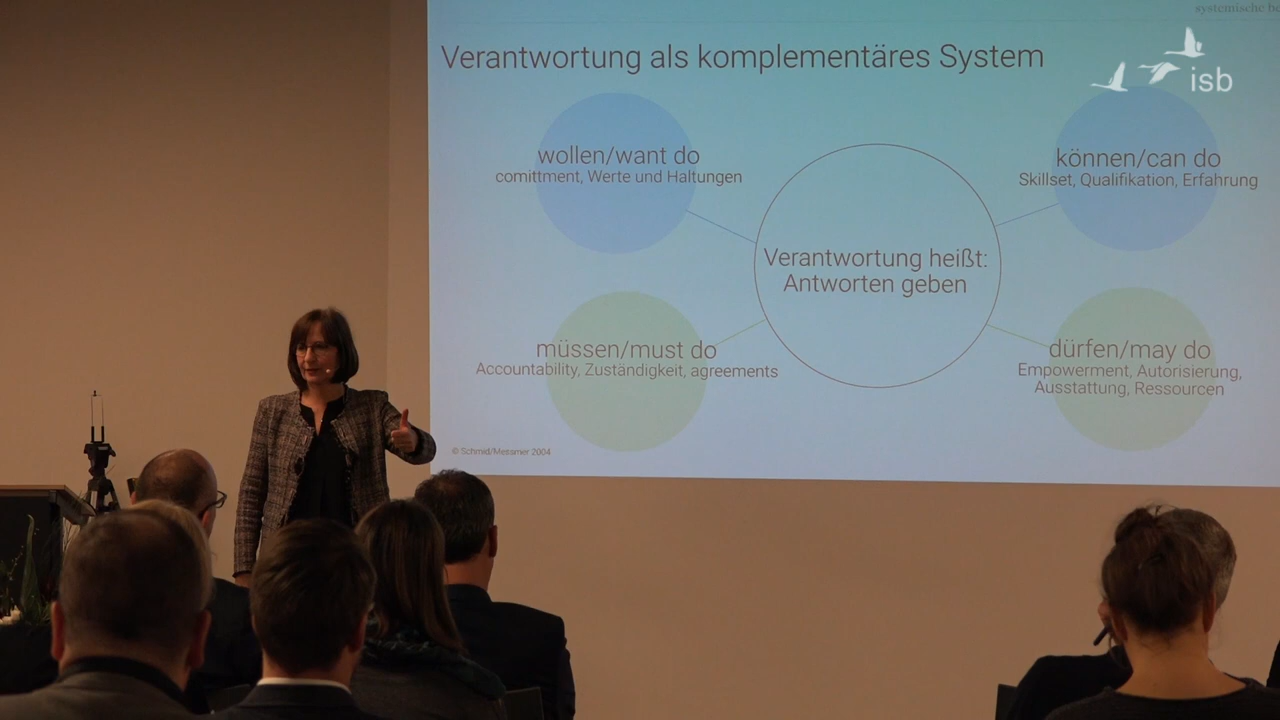 systemische
Verantwortung als komplementäres System
isb
wollen/want do
comittment, Werte und Haltungen
können/can do
Skillset, Qualifikation, Erfahrung
Verantwortung heißt:
Antworten geben
müssen/must do
Accountability, Zuständigkeit, agreements
dürfen/may do
Empowerment, Autorisierung,
Ausstattung, Ressourcen
© Schmid/Messmer 2004